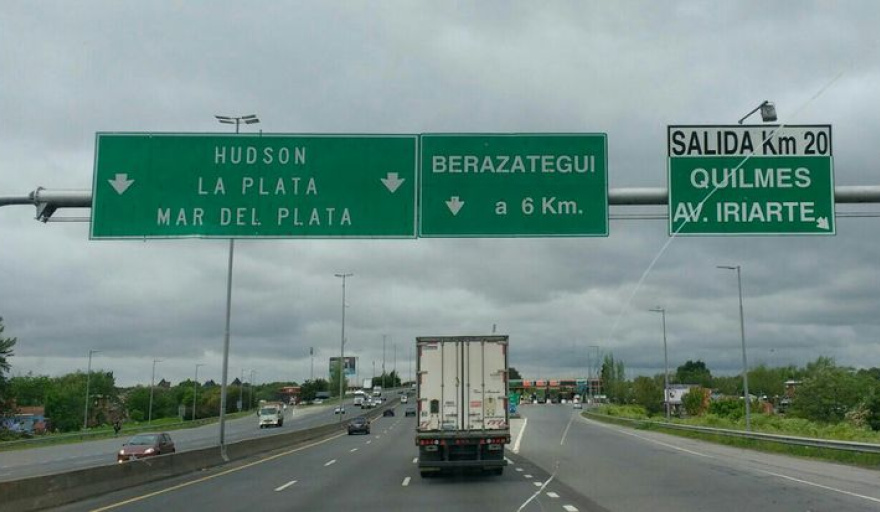 HUDSON
LA PLATA
MAR DEL PLATA
BERAZATEGUI
a 6 Km.
SALIDA Km 20
QUILMES
AV. IRIARTE